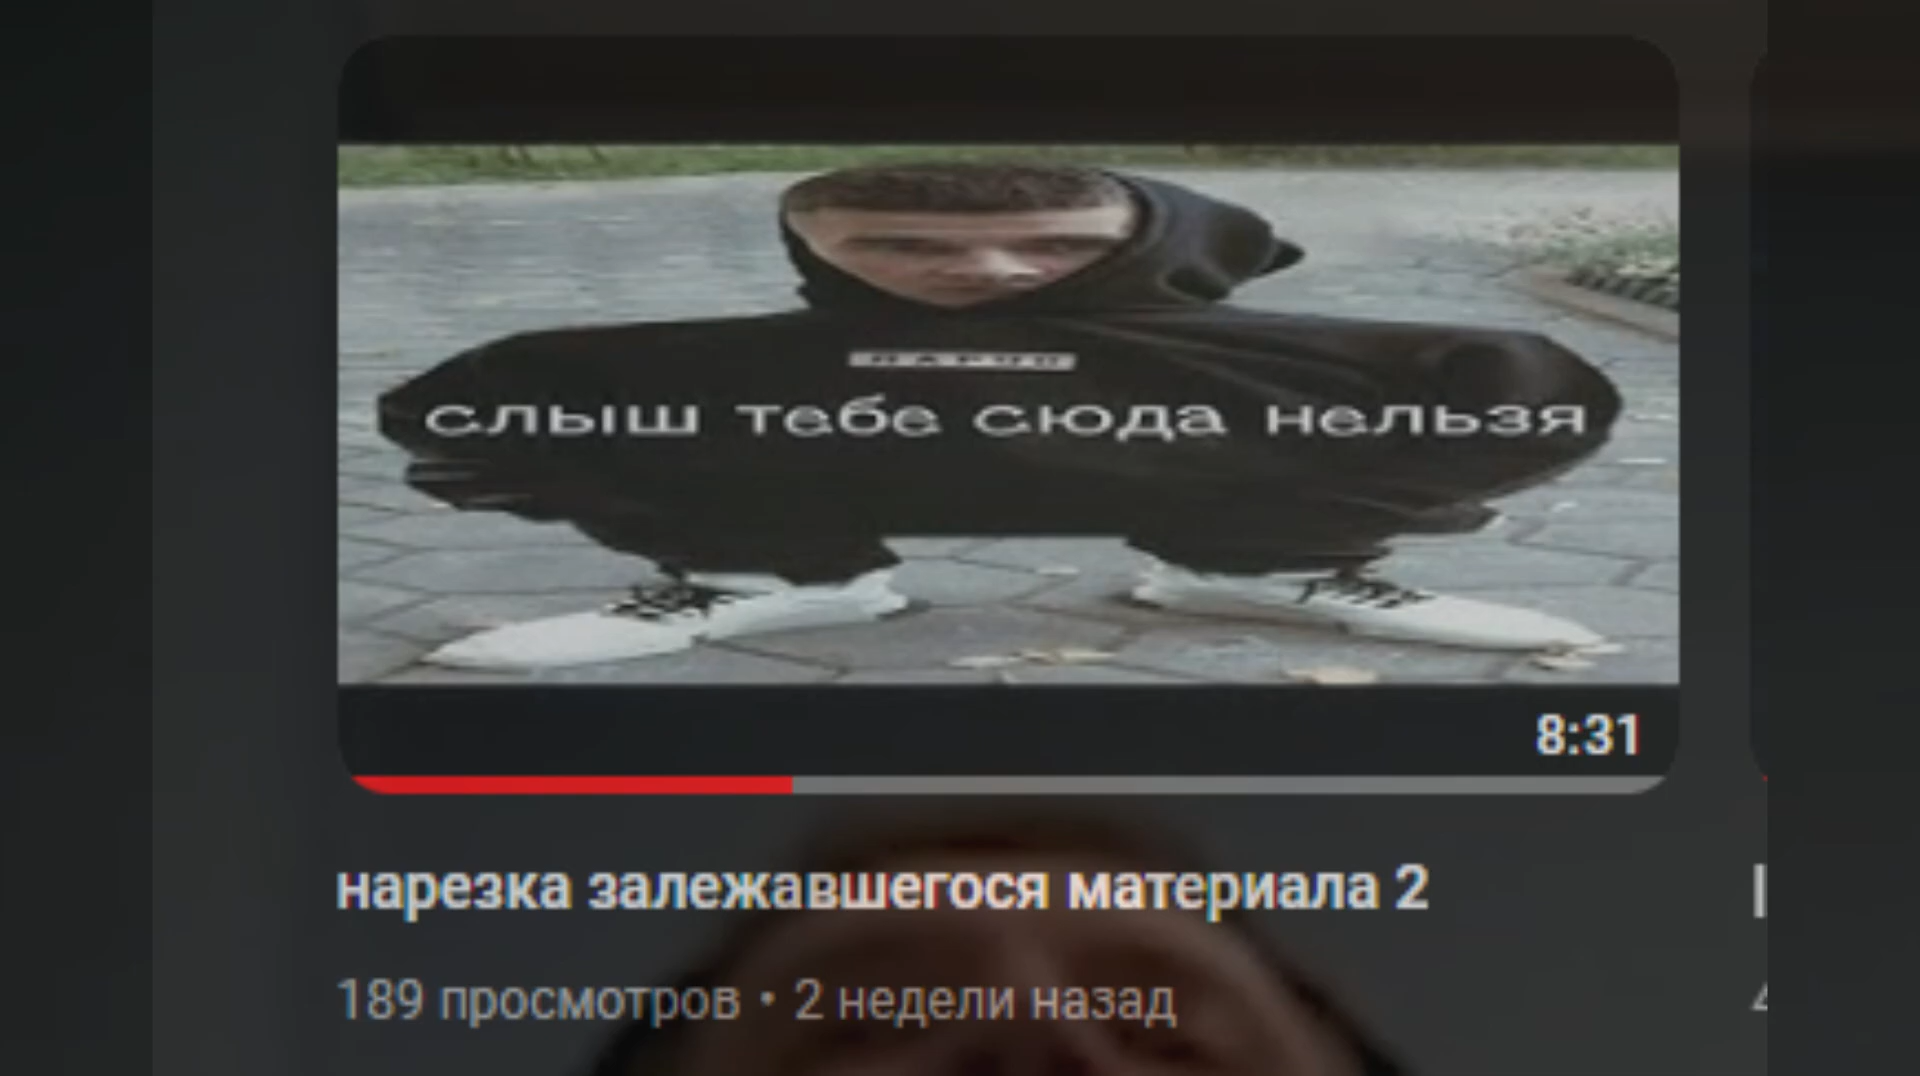 слыш тебе сюда нельзя
8:31
нарезка залежавшегося материала 2
189 просмотров • 2 недели назад